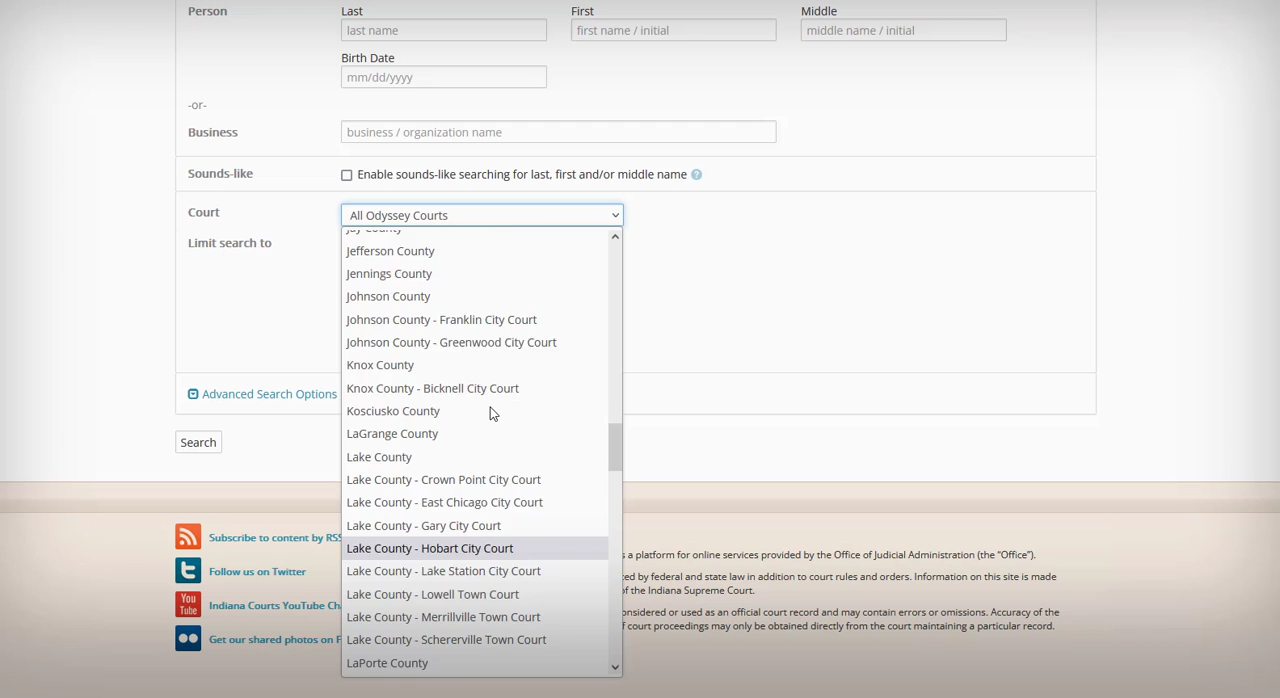 Person
Last
First
Middle
last name
first name / initial
middle name / initial
Birth Date
mm/dd/yyyy
-or-
Business
business / organization name
Sounds-like
Enable sounds-like searching for last, first and/or middle name ?
Court
All Odyssey Courts
Limit search to
Jay County
Jefferson County
Jennings County
Johnson County
Johnson County - Franklin City Court
Johnson County - Greenwood City Court
Knox County
Knox County - Bicknell City Court
Kosciusko County
LaGrange County
Lake County
Lake County - Crown Point City Court
Lake County - East Chicago City Court
Lake County - Gary City Court
Lake County - Hobart City Court
Lake County - Lake Station City Court
Lake County - Lowell Town Court
Lake County - Merrillville Town Court
Lake County - Schererville Town Court
LaPorte County
Advanced Search Options
Search
Subscribe to content by RSS
Follow us on Twitter
You
Tube
Indiana Courts YouTube Ch
Get our shared photos on F
s a platform for online services provided by the Office of Judicial Administration (the “Office”).
ted by federal and state law in addition to court rules and orders. Information on this site is made
of the Indiana Supreme Court.
onsidered or used as an official court record and may contain errors or omissions. Accuracy of the
f court proceedings may only be obtained directly from the court maintaining a particular record.